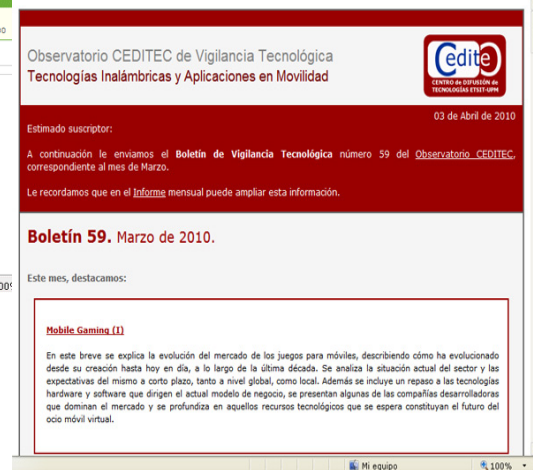 Observatorio CEDITEC de Vigilancia Tecnológica
Tecnologías Inalámbricas y Aplicaciones en Movilidad
Cedite
CENTRO de DIFUSIÓN de
TECNOLOGÍAS ETSIT-UPM
03 de Abril de 2010
Estimado suscriptor:
A continuación le enviamos el Boletín de Vigilancia Tecnológica número 59 del Observatorio CEDITEC,
correspondiente al mes de Marzo.
Le recordamos que en el Informe mensual puede ampliar esta información.
Boletín 59. Marzo de 2010.
Este mes, destacamos:
Mobile Gaming (I)
En este breve se explica la evolución del mercado de los juegos para móviles, describiendo cómo ha evolucionado
desde su creación hasta hoy en día, a lo largo de la última década. Se analiza la situación actual del sector y las
expectativas del mismo a corto plazo, tanto a nivel global, como local. Además se incluye un repaso a las tecnologías
hardware y software que dirigen el actual modelo de negocio, se presentan algunas de las compañías desarrolladoras
que dominan el mercado y se profundiza en aquellos recursos tecnológicos que se espera constituyan el futuro del
ocio móvil virtual.
Mi equipo
100%